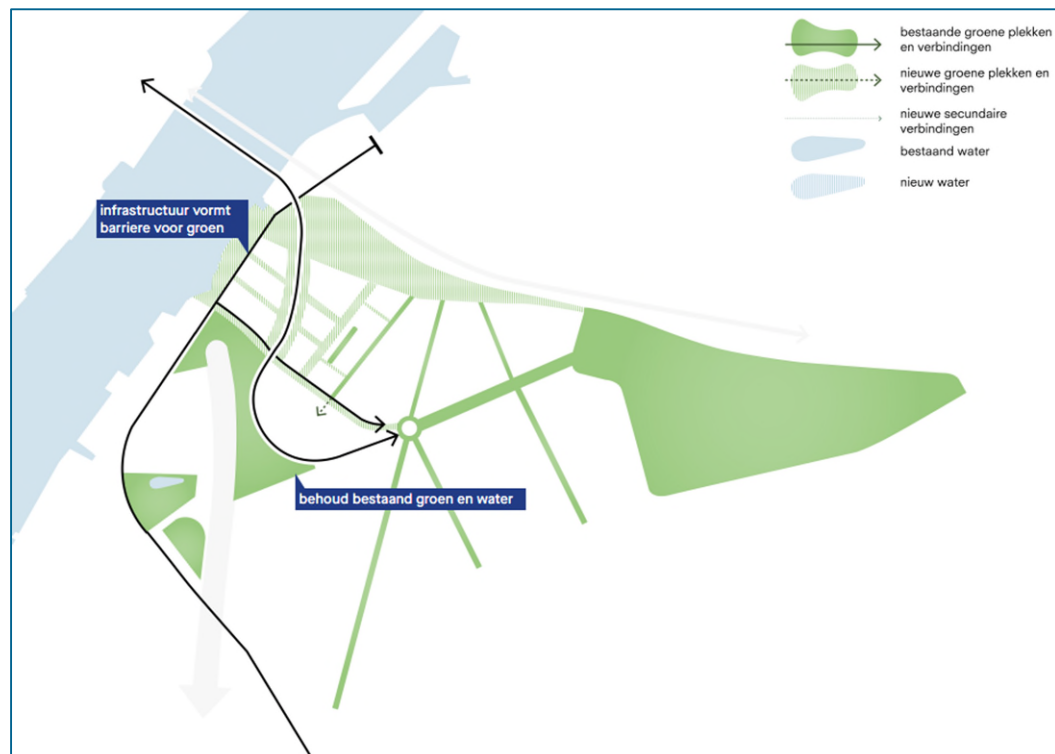 bestaande groene plekken
en verbindingen
nieuwe groene plekken en
verbindingen
nieuwe secundaire
verbindingen
bestaand water
nieuw water
infrastructuur vormt
barriere voor groen
behoud bestaand groen en water